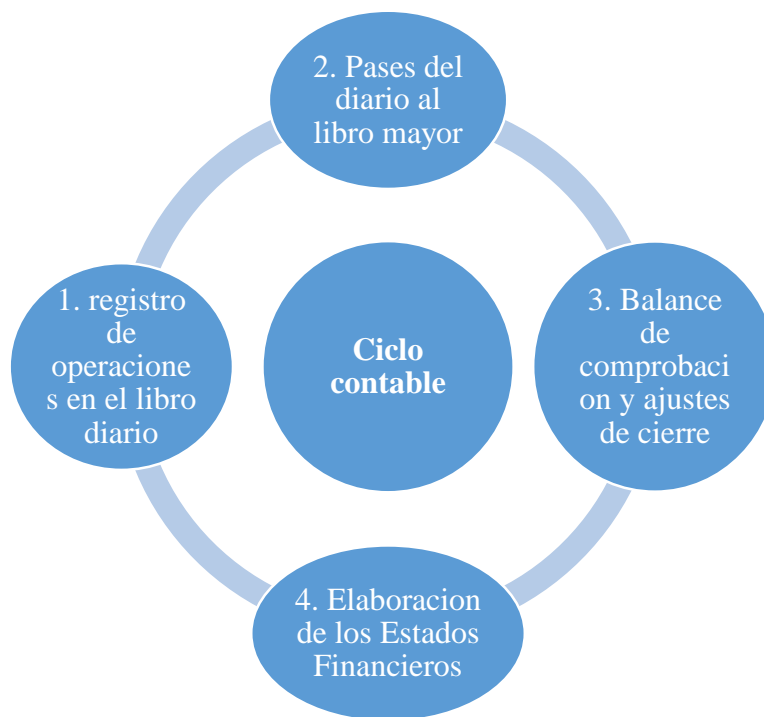 2. Pases del
diario al
libro mayor
1. registro
de
operacione
s en el libro
diario
Ciclo
contable
3. Balance
de
comprobaci
on y ajustes
de cierre
4. Elaboracion
de los Estados
Financieros